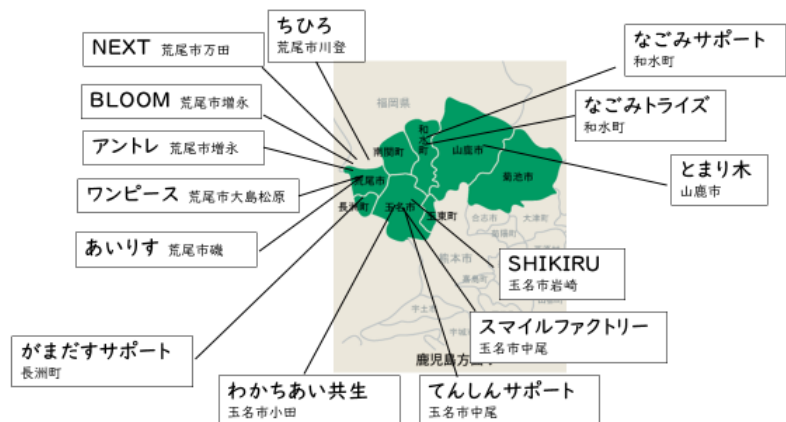 ちひろ
荒尾市川登
NEXT 荒尾市万田
BLOOM 荒尾市増永
アントレ 荒尾市増永
ワンピース 荒尾市大島松原
あいりす 荒尾市磯
がまだすサポート
長洲町
わかちあい共生
玉名市小田
てんしんサポート
玉名市中尾
スマイルファクトリー
玉名市中尾
SHIKIRU
玉名市岩崎
とまり木
山鹿市
なごみトライズ
和水町
なごみサポート
和水町
福岡県
和水町
南関町
山鹿市
菊池市
荒尾市
長洲町
玉名市
玉東町
合志市
大津町
菊陽町
熊本市
嘉島町
宇土市
宇城
鹿児島方